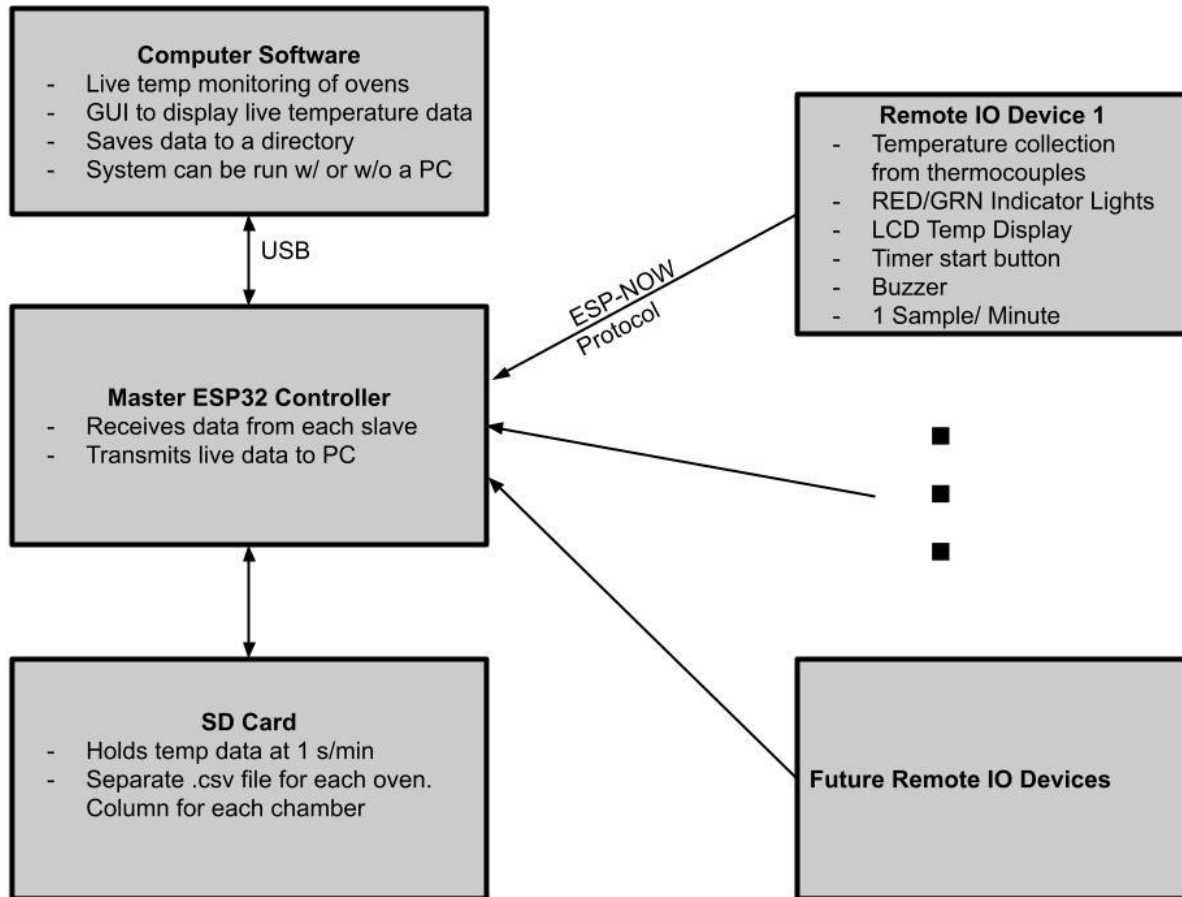 Computer Software
- Live temp monitoring of ovens
- GUI to display live temperature data
- Saves data to a directory
- System can be run w/ or w/o a PC
USB
Master ESP32 Controller
- Receives data from each slave
- Transmits live data to PC
SD Card
- Holds temp data at 1 s/min
- Separate .csv file for each oven.
Column for each chamber
ESP-NOW
Protocol
Remote IO Device 1
- Temperature collection
from thermocouples
- RED/GRN Indicator Lights
- LCD Temp Display
- Timer start button
- Buzzer
- 1 Sample/ Minute
Future Remote IO Devices